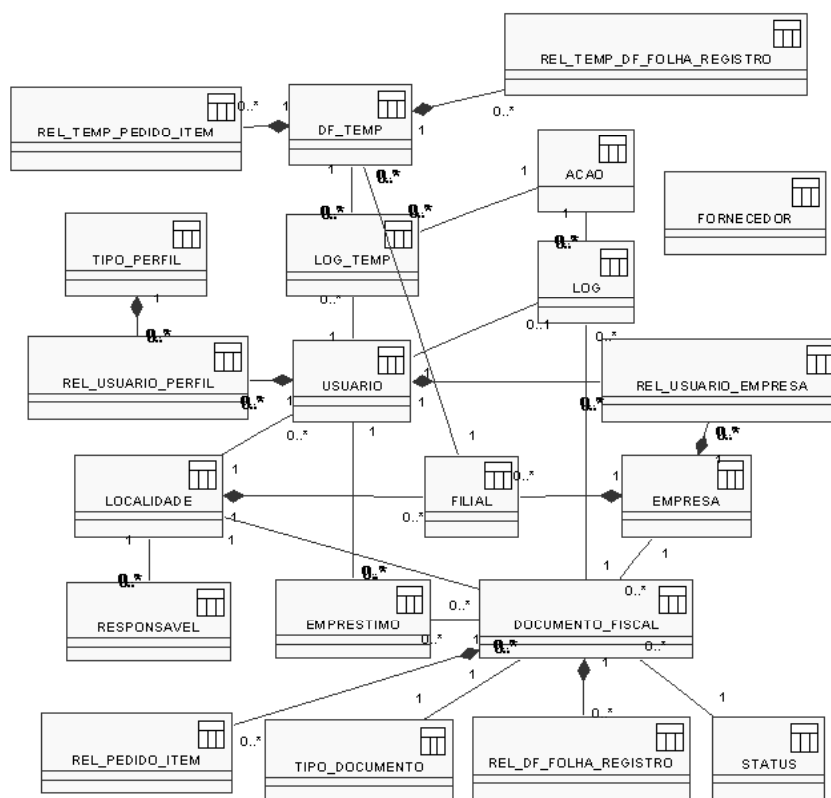 REL_TEMP_DF_FOLHA_REGISTRO
0..*
1
0..*
REL_TEMP_PEDIDO_ITEM
DF_TEMP
1
1
0..*
1
ACAO
0..*
0..*
1
FORNECEDOR
0..*
TIPO_PERFIL
LOG_TEMP
LOG
1
0..*
0..1
0..*
0..*
1
REL_USUARIO_PERFIL
USUARIO
1
REL_USUARIO_EMPRESA
0..*
1
1
0..*
0..*
1
1
0..*
1
1
0..*
1
LOCALIDADE
FILIAL
EMPRESA
1
0..*
1
1
1
0..*
0..*
1
0..*
RESPONSAVEL
EMPRESTIMO
0..*
DOCUMENTO_FISCAL
0..*
1
0..*
0..*
1
1
1
1
0..*
0..*
REL_PEDIDO_ITEM
TIPO_DOCUMENTO
REL_DF_FOLHA_REGISTRO
STATUS